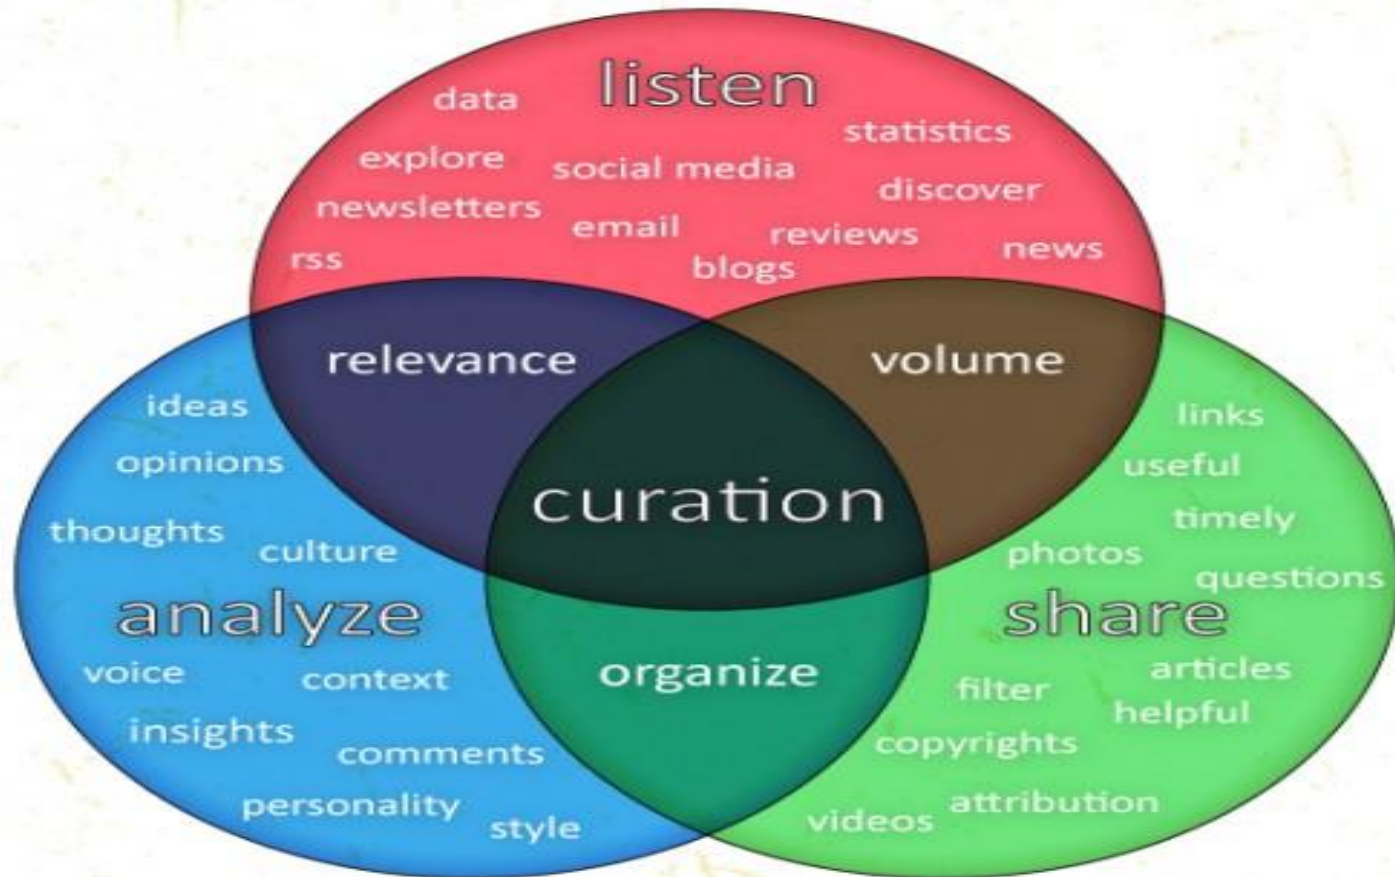 listen
data
statistics
explore
social media
discover
newsletters
email
reviews
news
rss
blogs
relevance
volume
ideas
opinions
thoughts
culture
analyze
voice
context
insights
comments
personality
style
curation
organize
links
useful
timely
photos
questions
share
articles
filter
helpful
copyrights
attribution
videos